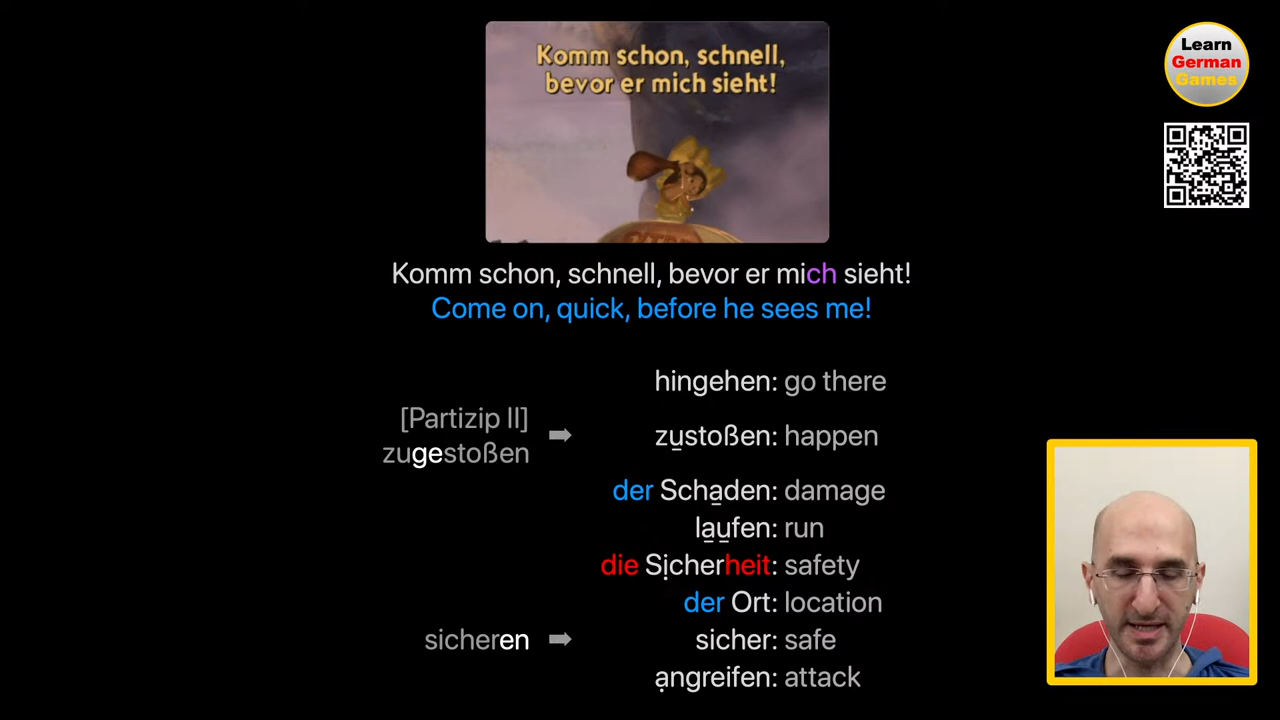 Komm schon, schnell,
bevor er mich sieht!
Learn
German
Games
Komm schon, schnell, bevor er mich sieht!
Come on, quick, before he sees me!
hingehen: go there
[Partizip II]
zugestoßen ➡ zustoßen: happen
der Schaden: damage
laufen: run
die Sicherheit: safety
der Ort: location
sicheren ➡ sicher: safe
angreifen: attack